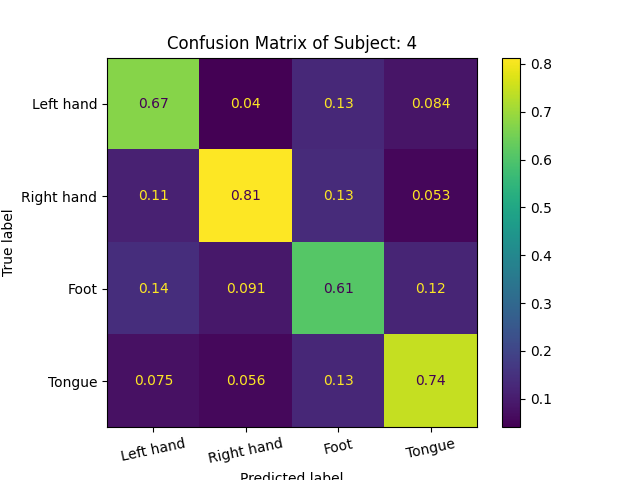 Confusion Matrix of Subject: 4
True label
Left hand 0.67 0.04 0.13 0.084
Right hand 0.11 0.81 0.13 0.053
Foot 0.14 0.091 0.61 0.12
Tongue 0.075 0.056 0.13 0.74
Left hand Right hand Foot Tongue
Predicted label
0.8
0.7
0.6
0.5
0.4
0.3
0.2
0.1